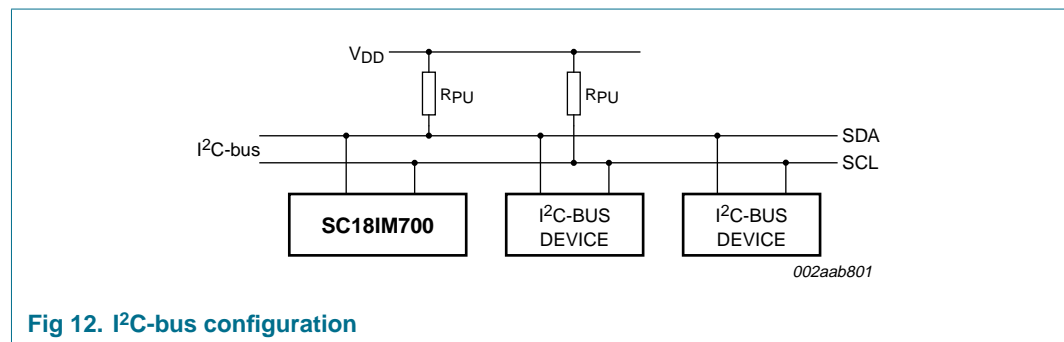 VDD
RPU RPU
SDA
I2C-bus
SCL
SC18IM700
I2C-BUS
DEVICE
I2C-BUS
DEVICE
002aab801
Fig 12. I2C-bus configuration